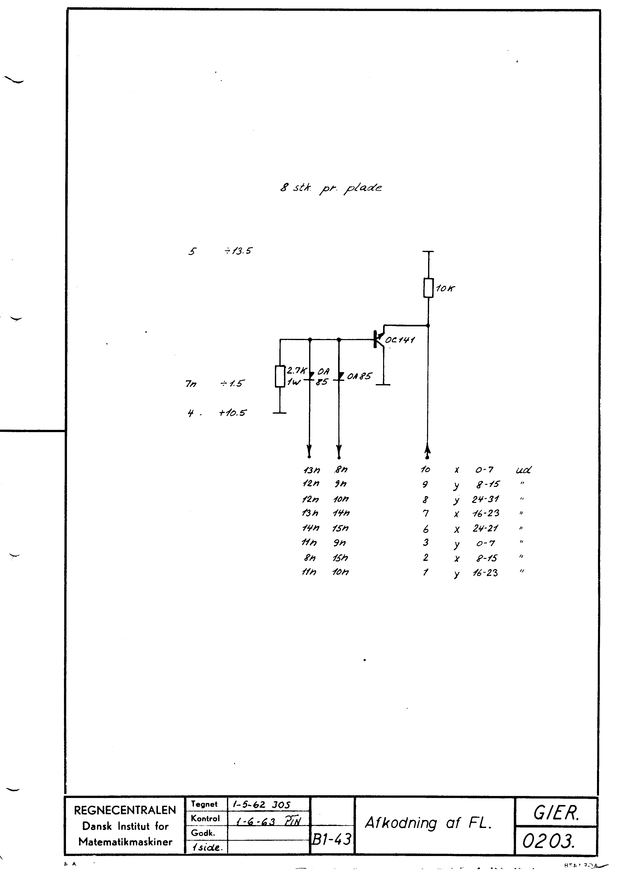 8 stk. pr. plade
5 ÷13.5
10K
OC141
2.7K OA OA85
1W 85
7n ÷1.5
4 . +10.5
13n 8n 10 x 0-7 ud
12n 9n 9 y 8-15 "
12n 10n 8 y 24-31 "
13n 14n 7 x 16-23 "
14n 15n 6 x 24-21 "
11n 9n 3 y 0-7 "
8n 15n 2 x 8-15 "
11n 10n 1 y 16-23 "
REGNECENTRALEN
Dansk Institut for
Matematikmaskiner
Tegnet 1-5-62 JOS
Kontrol 1-6-63 PIN
Godk.
1 side.
B1-43
Afkodning af FL.
GIER.
0203.